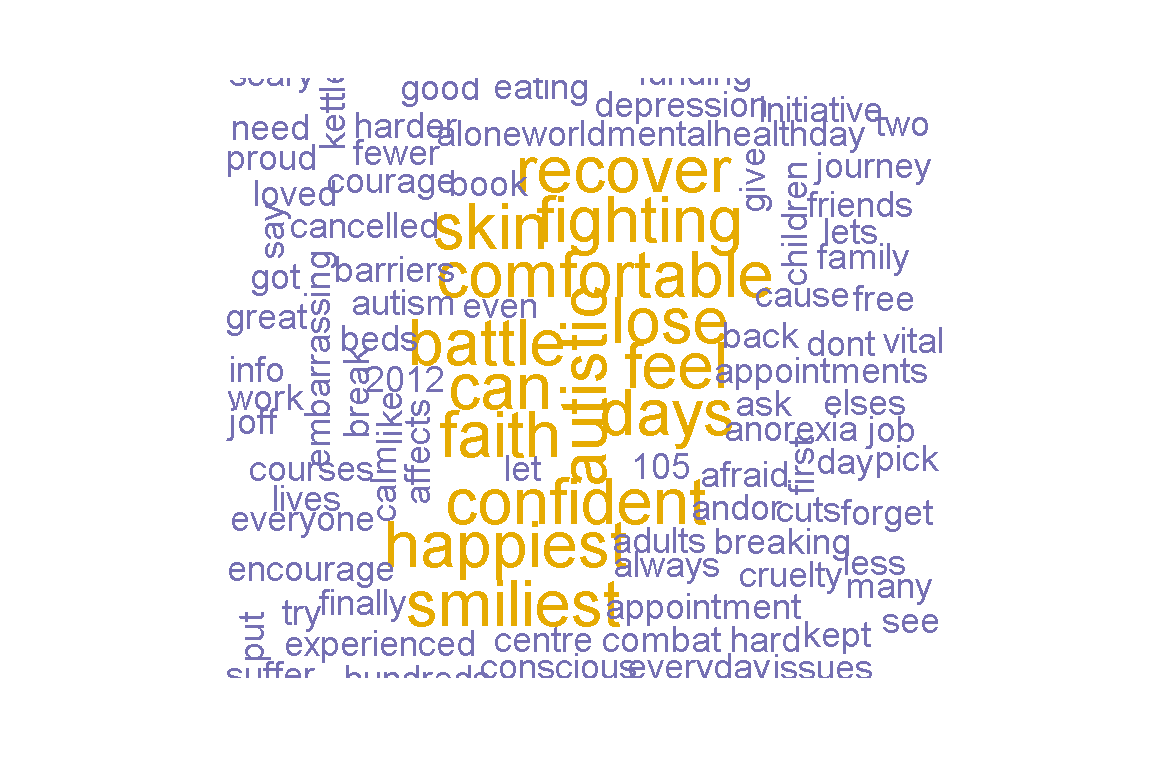 scary
kettle
good
eating
funding
depression
initiative
two
need
harder
aloneworldmentalhealthday
proud
fewer
recover
give
children
journey
loved
courage
book
say
cancelled
skin
fighting
friends
lets
got
barriers
comfortable
family
great
embarrassing
autism
even
autistic
lose
cause
free
beds
battle
back
dont
vital
info
break
2012
can
feel
appointments
work
joff
calmlike
affects
faith
days
ask
elses
anorexia
job
first
courses
let
105
afraid
day
pick
lives
everyone
confident
andor
cuts
forget
happiest
adults
breaking
encourage
always
cruelty
less
many
put
try
finally
smiliest
appointment
see
experienced
centre
combat
hard
kept
suffer
hundreds
conscious
everyday
issues